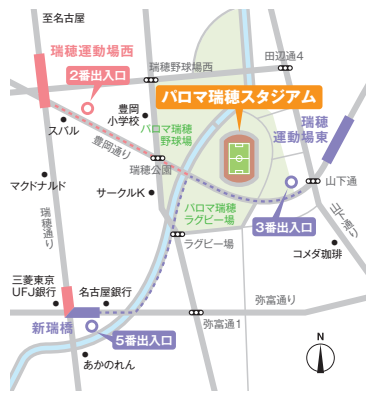 至名古屋
瑞穂運動場西
2番出入口
瑞穂野球場西
田辺通4
スバル
豊岡
小学校
パロマ瑞穂
野球場
パロマ瑞穂スタジアム
瑞穂
運動場東
豊岡通り
瑞穂公園
マクドナルド
サークルK
山下通
瑞穂通り
パロマ瑞穂
ラグビー場
3番出入口
山下通り
ラグビー場
コメダ珈琲
三菱東京
UFJ銀行
名古屋銀行
弥富通り
新瑞橋
5番出入口
弥富通1
あかのれん
N